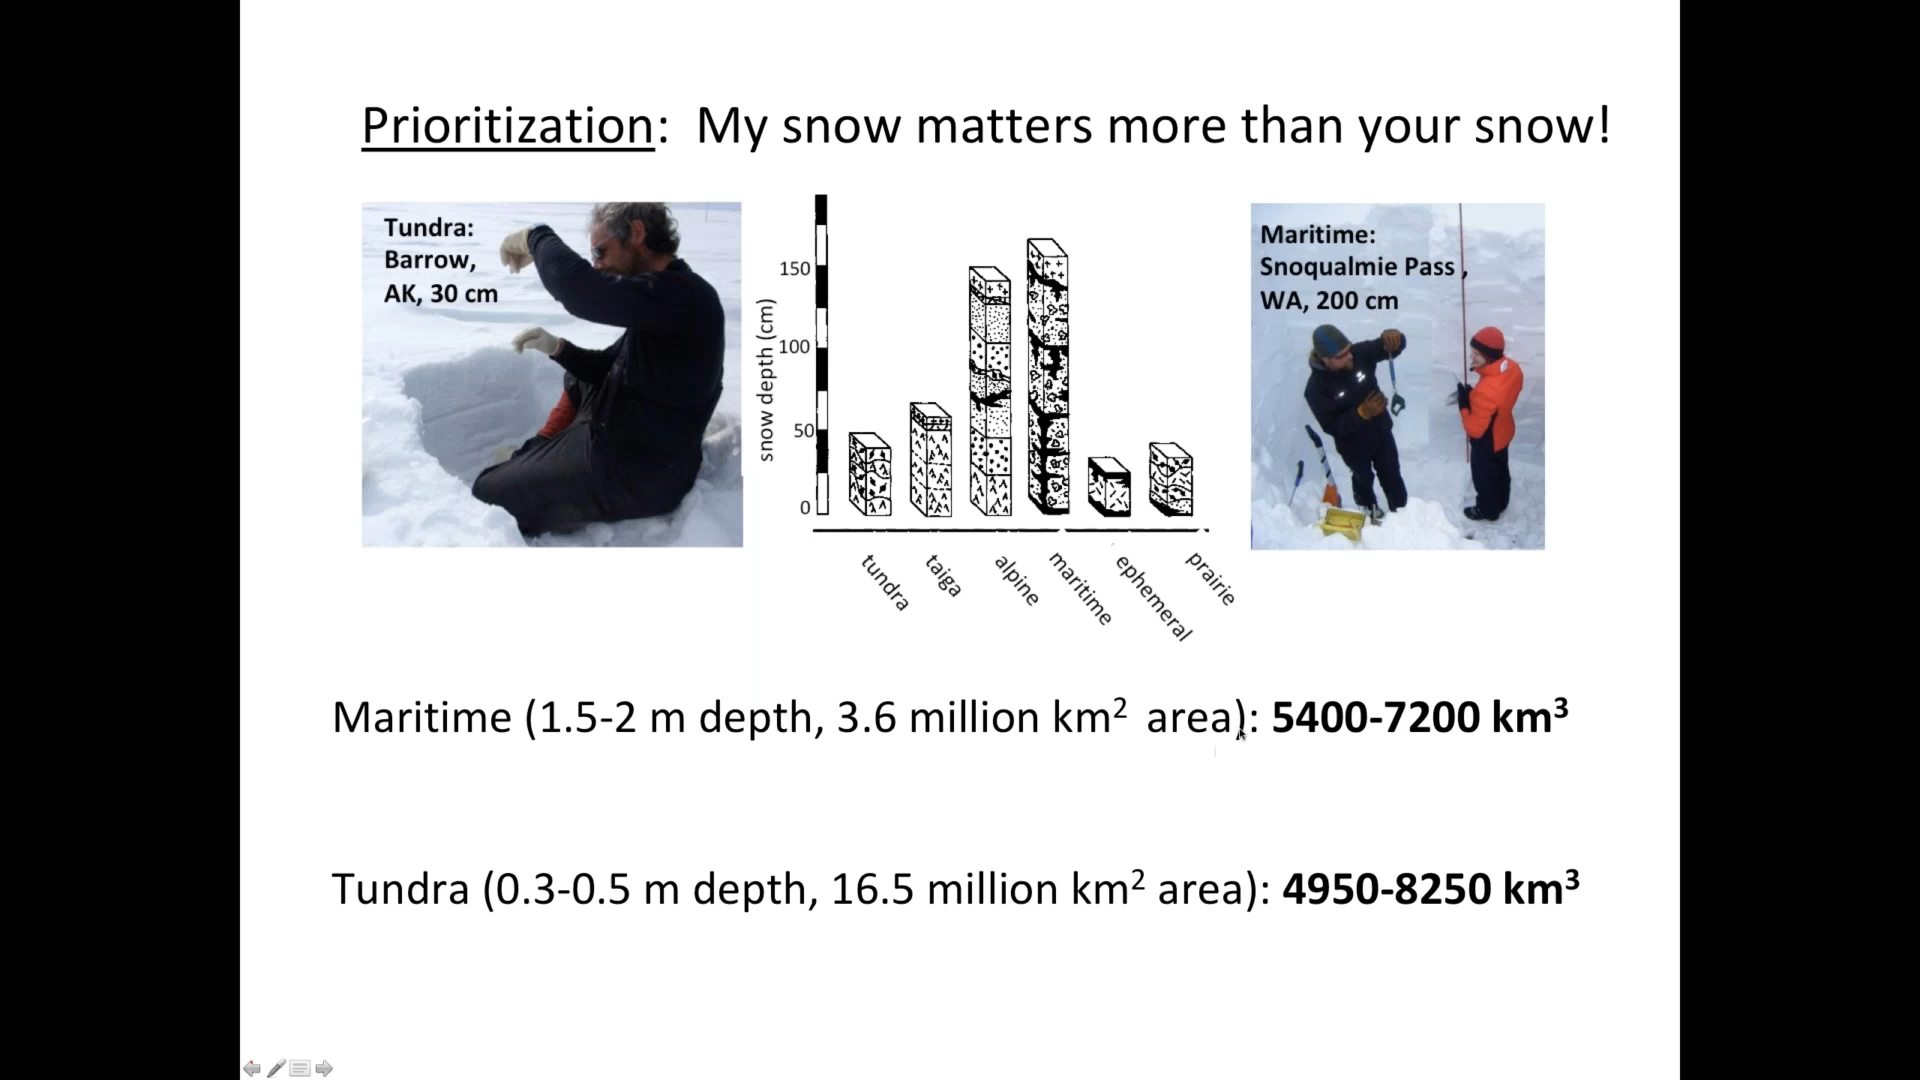 Prioritization: My snow matters more than your snow!
Tundra:
Barrow,
AK, 30 cm
snow depth (cm)
150
100
50
0
tundra
taiga
alpine
maritime
ephemeral
prairie
Maritime:
Snoqualmie Pass ,
WA, 200 cm
Maritime (1.5-2 m depth, 3.6 million km² area): 5400-7200 km³
Tundra (0.3-0.5 m depth, 16.5 million km² area): 4950-8250 km³